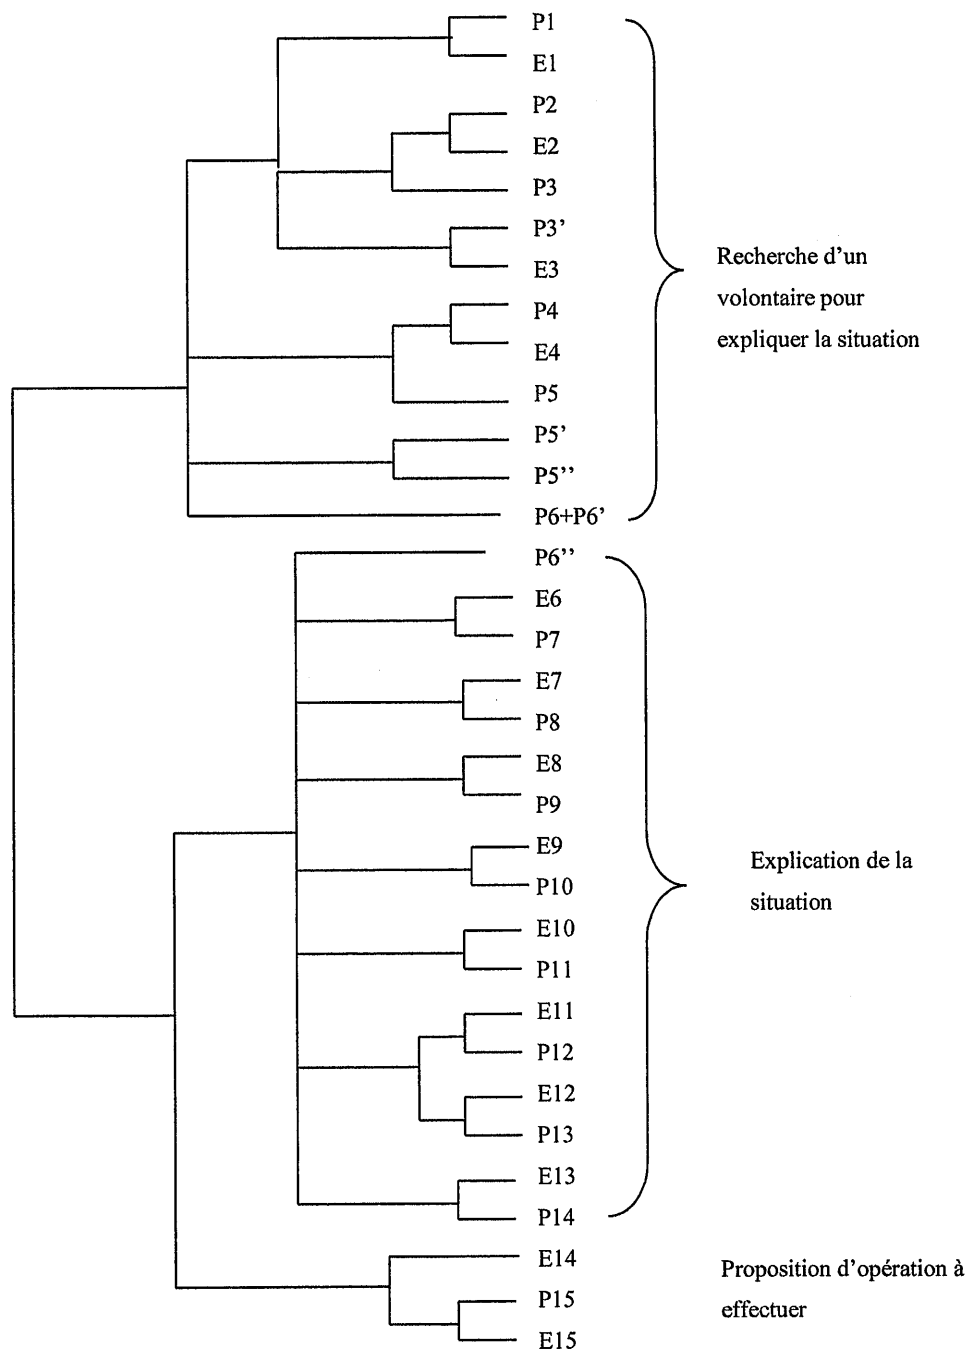 P1
E1
P2
E2
P3
P3’
E3
P4
E4
P5
P5’
P5’’
P6+P6’
Recherche d’un
volontaire pour
expliquer la situation
P6’’
E6
P7
E7
P8
E8
P9
E9
P10
E10
P11
E11
P12
E12
P13
E13
P14
Explication de la
situation
E14
P15
E15
Proposition d’opération à
effectuer